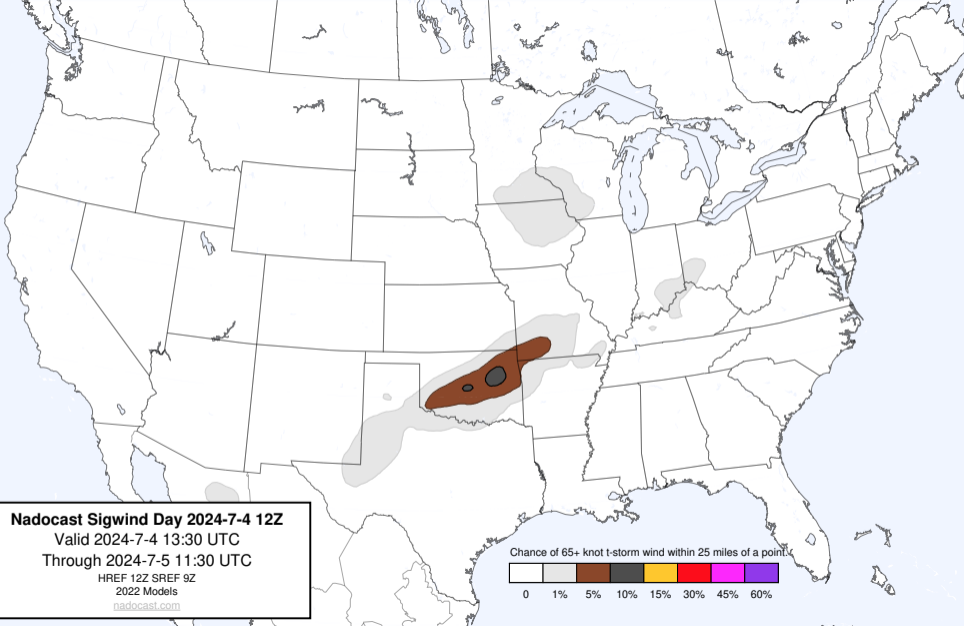 Nadocast Sigwind Day 2024-7-4 12Z
Valid 2024-7-4 13:30 UTC
Through 2024-7-5 11:30 UTC
HREF 12Z SREF 9Z
2022 Models
nadocast.com
Chance of 65+ knot t-storm wind within 25 miles of a point.
0 1% 5% 10% 15% 30% 45% 60%